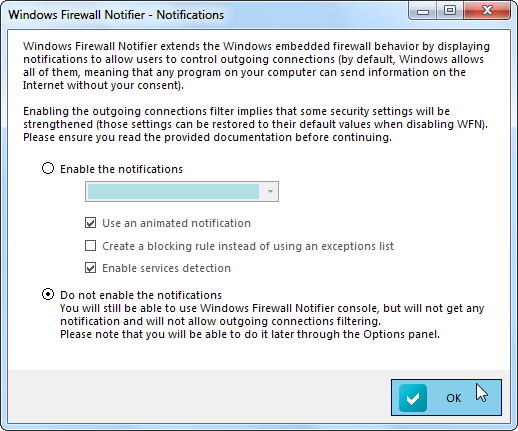 Windows Firewall Notifier - Notifications
Windows Firewall Notifier extends the Windows embedded firewall behavior by displaying
notifications to allow users to control outgoing connections (by default, Windows allows
all of them, meaning that any program on your computer can send information on the
Internet without your consent).
Enabling the outgoing connections filter implies that some security settings will be
strengthened (those settings can be restored to their default values when disabling WFN).
Please ensure you read the provided documentation before continuing.
Enable the notifications
Use an animated notification
Create a blocking rule instead of using an exceptions list
Enable services detection
Do not enable the notifications
You will still be able to use Windows Firewall Notifier console, but will not get any
notification and will not allow outgoing connections filtering.
Please note that you will be able to do it later through the Options panel.
OK